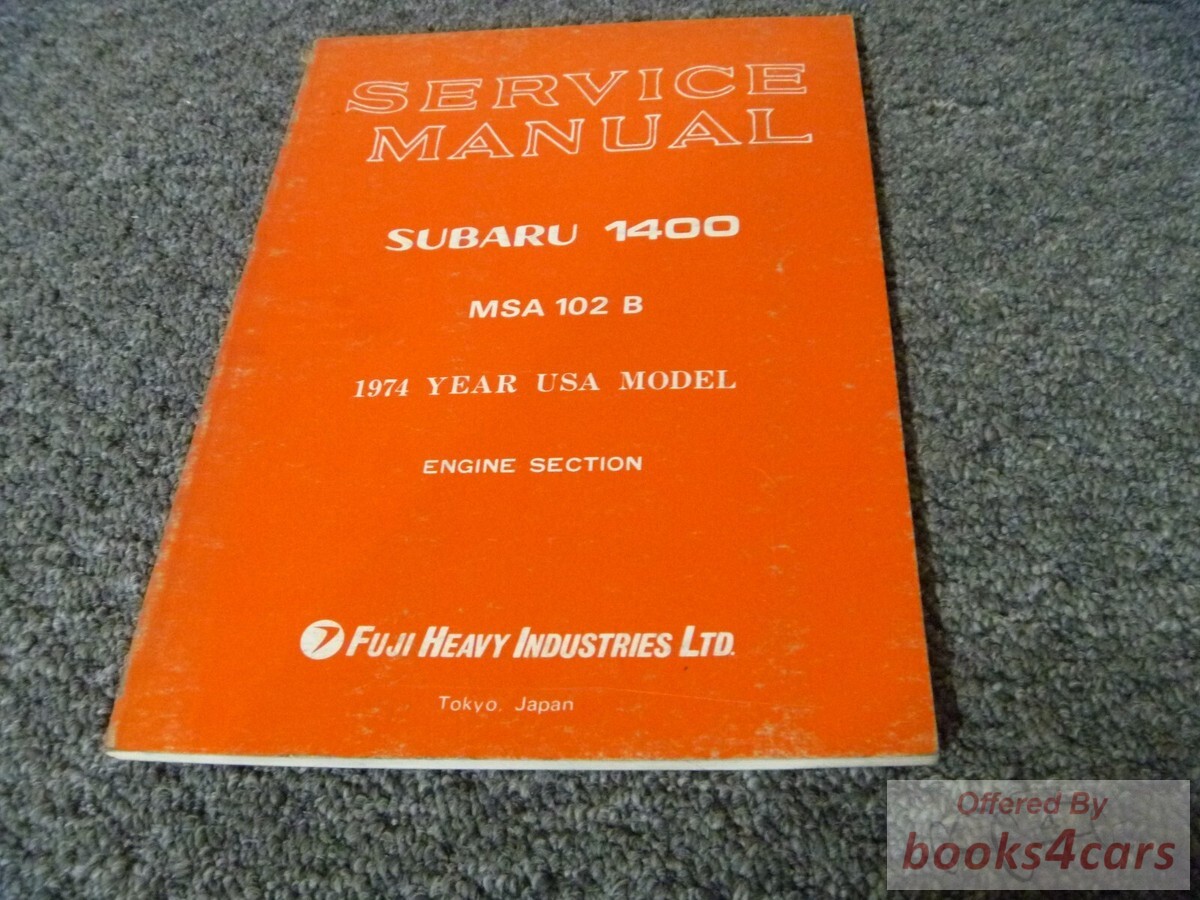 SERVICE
MANUAL
SUBARU 1400
MSA 102 B
1974 YEAR USA MODEL
ENGINE SECTION
FUJI HEAVY INDUSTRIES LTD.
Tokyo, Japan
Offered By
books4cars